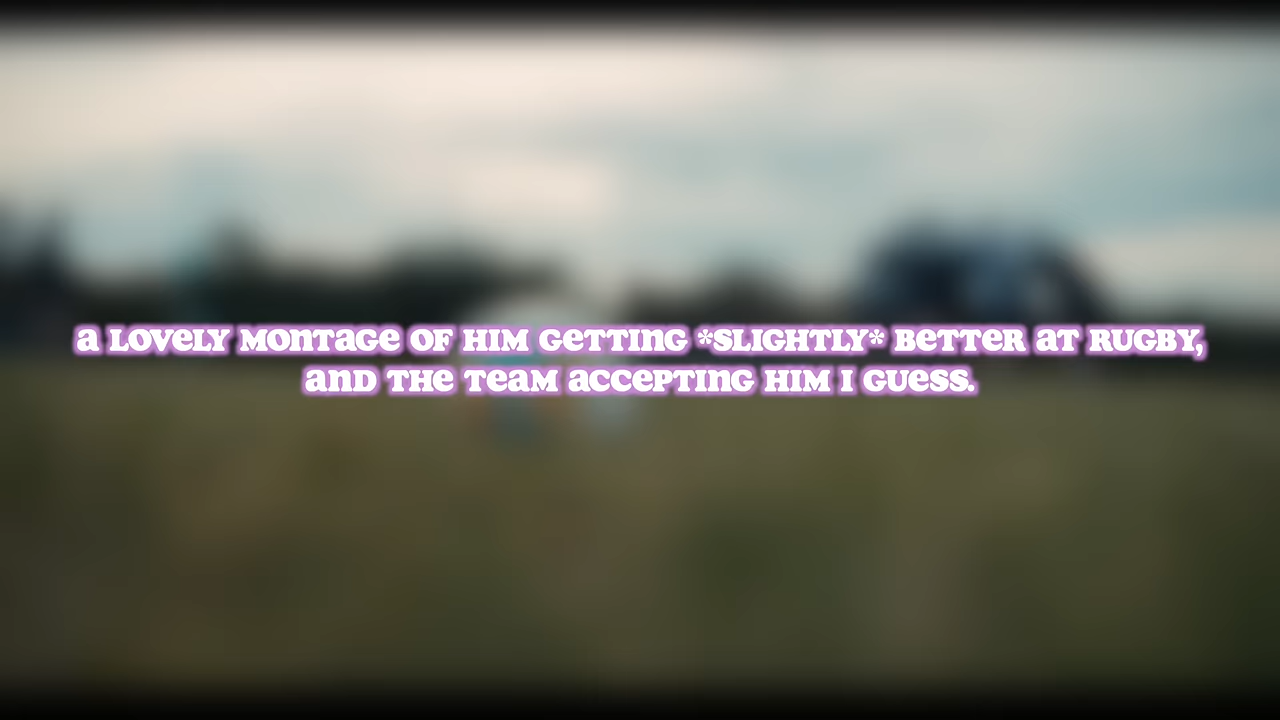 a LOVELY MONTAGE OF HIM GETTING *SLIGHTLY* BETTER AT RUGBY,
AND THE TEAM ACCEPTING HIM I GUESS.